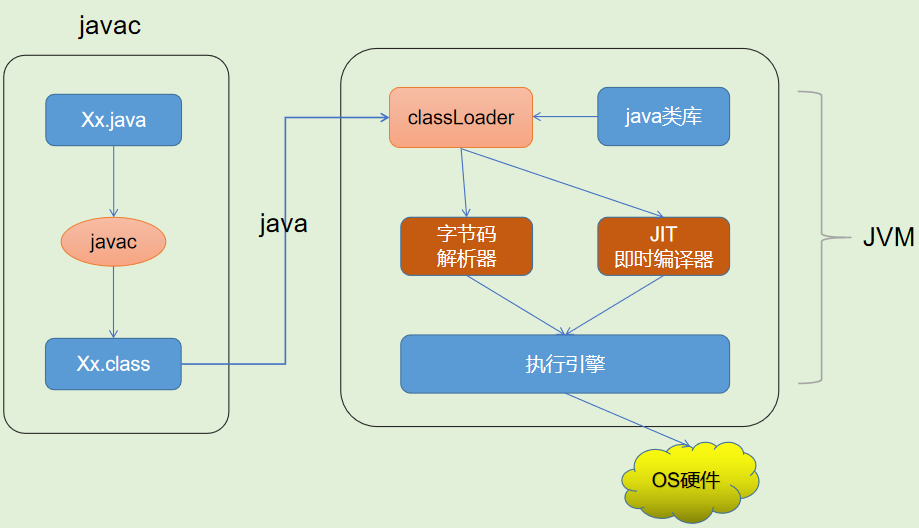 javac
Xx.java
javac
Xx.class
java
classLoader
java类库
字节码
解析器
JIT
即时编译器
执行引擎
JVM
OS硬件